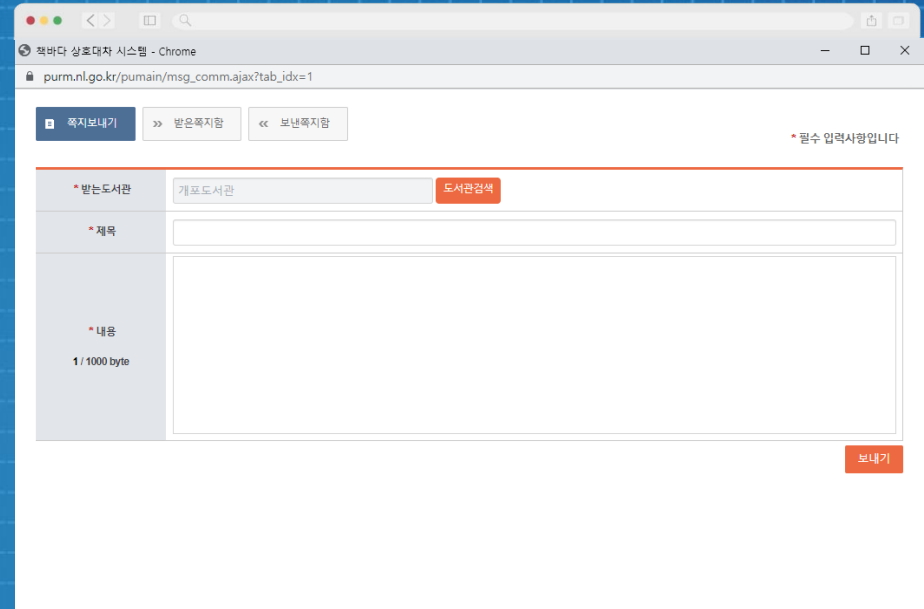 책바다 상호대차 시스템 - Chrome
purm.nl.go.kr/pumain/msg_comm.ajax?tab_idx=1
쪽지보내기 >> 받은쪽지함 << 보낸쪽지함
* 필수 입력사항입니다
* 받는도서관 개포도서관 도서관검색
* 제목
* 내용
1 / 1000 byte
보내기